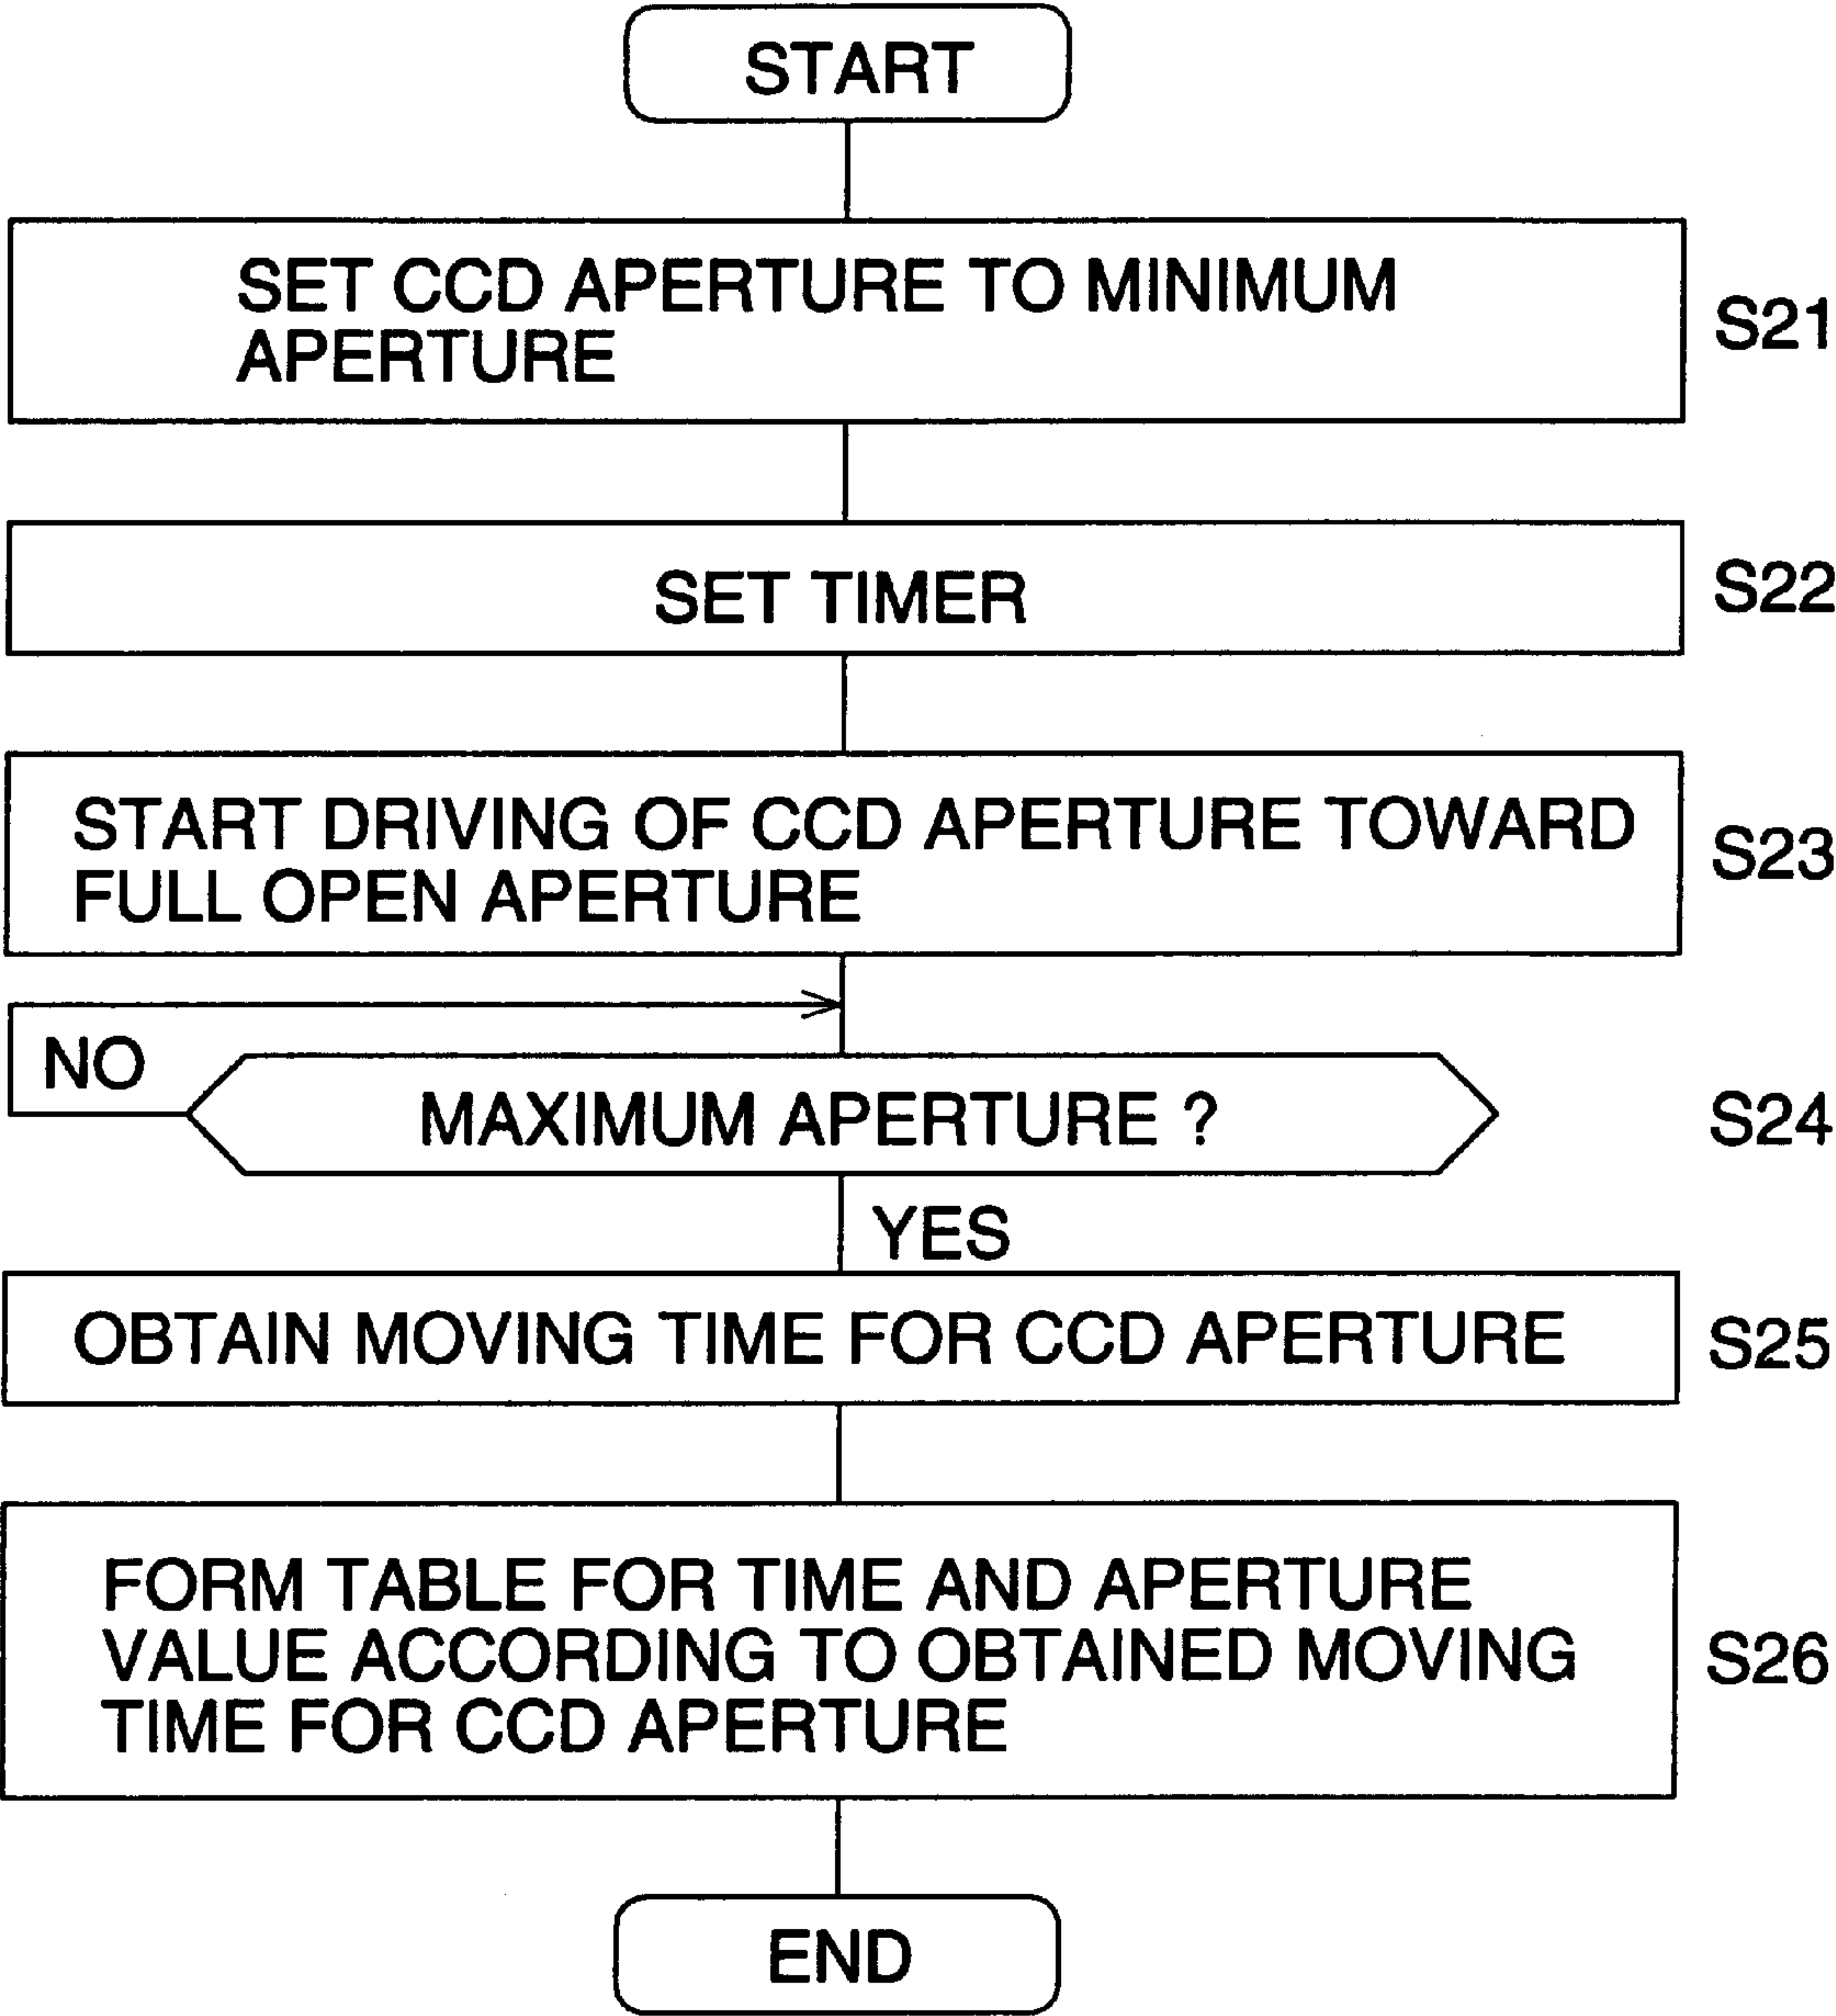 START
SET CCD APERTURE TO MINIMUM
APERTURE
S21
SET TIMER
S22
START DRIVING OF CCD APERTURE TOWARD
FULL OPEN APERTURE
S23
NO
MAXIMUM APERTURE ?
S24
YES
OBTAIN MOVING TIME FOR CCD APERTURE
S25
FORM TABLE FOR TIME AND APERTURE
VALUE ACCORDING TO OBTAINED MOVING
TIME FOR CCD APERTURE
S26
END